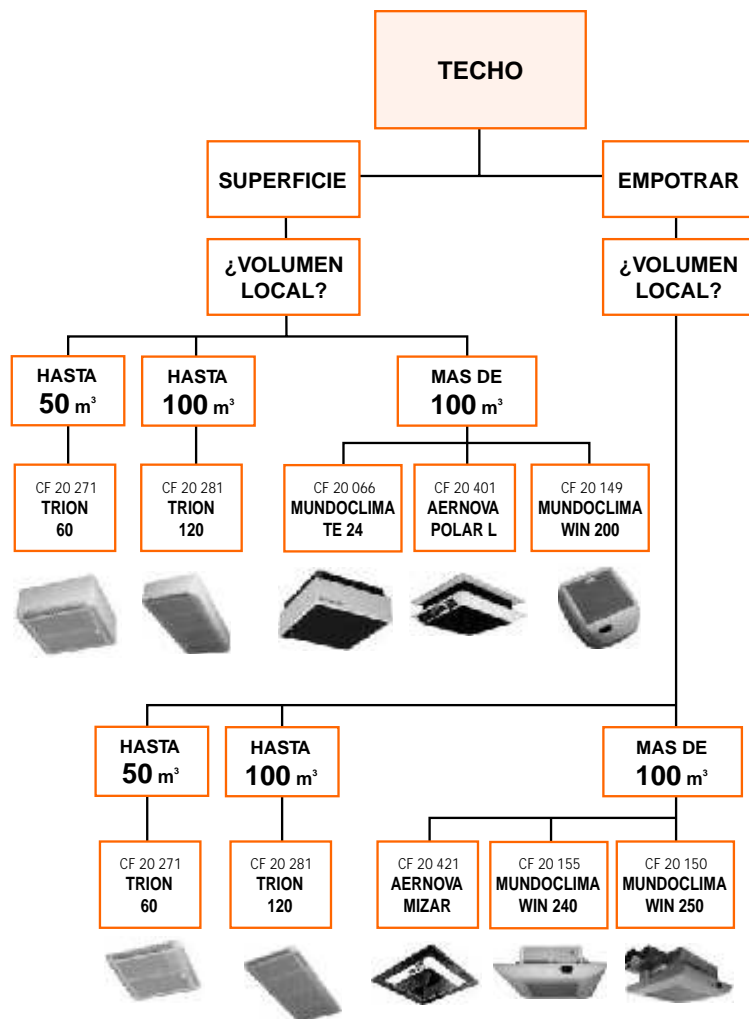 TECHO
SUPERFICIE
EMPOTRAR
¿VOLUMEN
LOCAL?
¿VOLUMEN
LOCAL?
HASTA
50 m³
HASTA
100 m³
MAS DE
100 m³
CF 20 271
TRION
60
CF 20 281
TRION
120
CF 20 066
MUNDOCLIMA
TE 24
CF 20 401
AERNOVA
POLAR L
CF 20 149
MUNDOCLIMA
WIN 200
HASTA
50 m³
HASTA
100 m³
MAS DE
100 m³
CF 20 271
TRION
60
CF 20 281
TRION
120
CF 20 421
AERNOVA
MIZAR
CF 20 155
MUNDOCLIMA
WIN 240
CF 20 150
MUNDOCLIMA
WIN 250